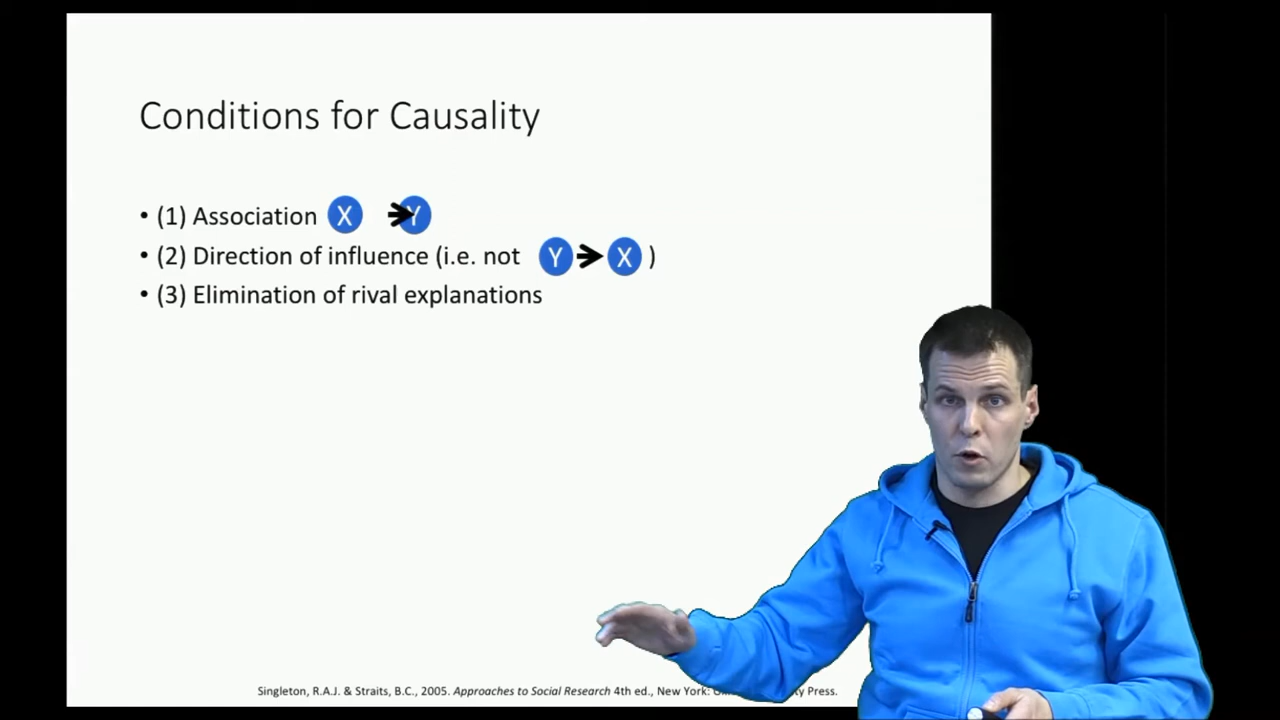 Conditions for Causality
• (1) Association X Y
• (2) Direction of influence (i.e. not Y X )
• (3) Elimination of rival explanations
Singleton, R.A.J. & Straits, B.C., 2005. Approaches to Social Research 4th ed., New York: Press.